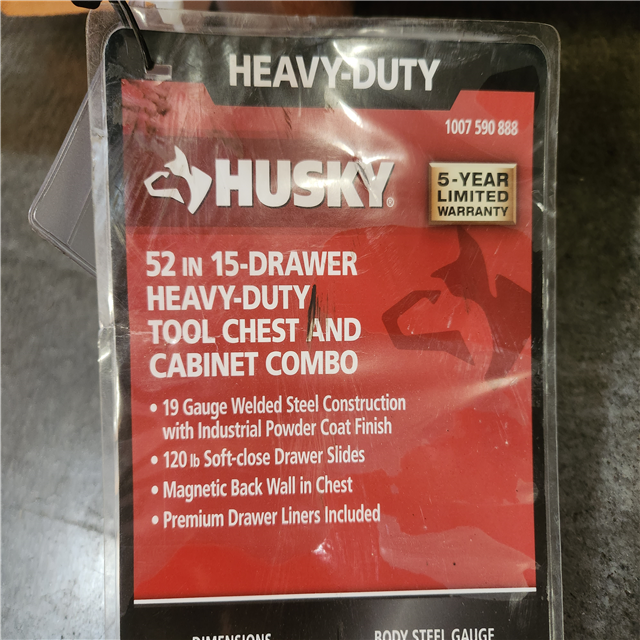 HEAVY-DUTY
1007 590 888
HUSKY®
5-YEAR
LIMITED
WARRANTY
52 IN 15-DRAWER
HEAVY-DUTY
TOOL CHEST AND
CABINET COMBO
• 19 Gauge Welded Steel Construction
with Industrial Powder Coat Finish
• 120 lb Soft-close Drawer Slides
• Magnetic Back Wall in Chest
• Premium Drawer Liners Included
DIMENSIONS
BODY STEEL GAUGE